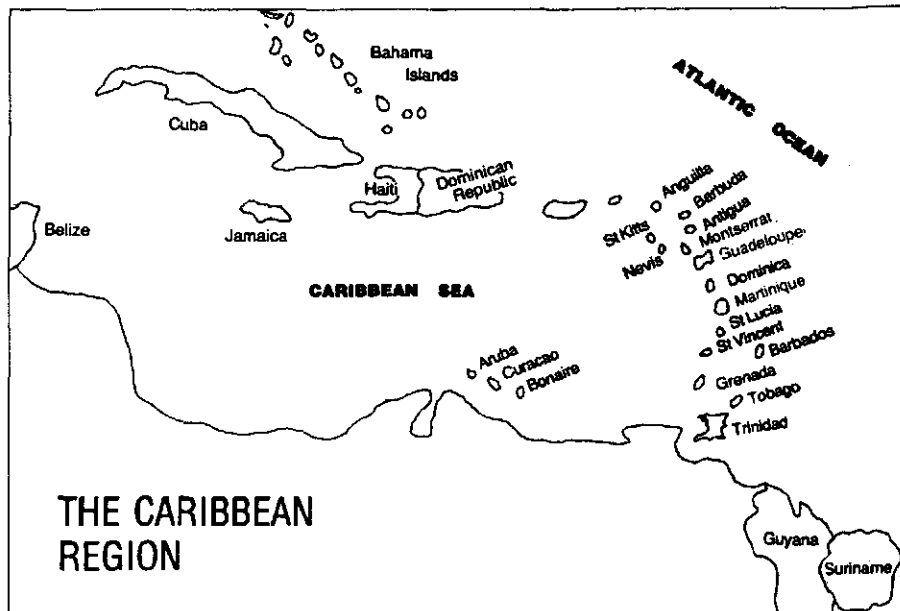 Bahama
Islands
ATLANTIC OCEAN
Cuba
Haiti
Dominican
Republic
Anguilla
Barbuda
Antigua
St Kitts
Montserrat
Nevis
Guadeloupe
Belize
Jamaica
CARIBBEAN SEA
Dominica
Martinique
St Lucia
St Vincent
Barbados
Aruba
Curacao
Bonaire
Grenada
Tobago
Trinidad
THE CARIBBEAN
REGION
Guyana
Suriname